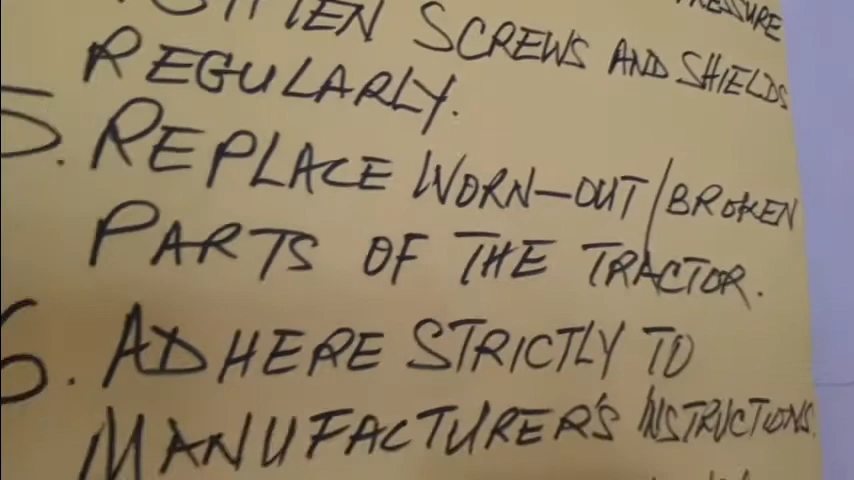 PRESSURE
TIGHTEN SCREWS AND SHIELDS
REGULARLY.
5. REPLACE WORN-OUT/BROKEN
PARTS OF THE TRACTOR.
6. ADHERE STRICTLY TO
MANUFACTURER'S INSTRUCTIONS.